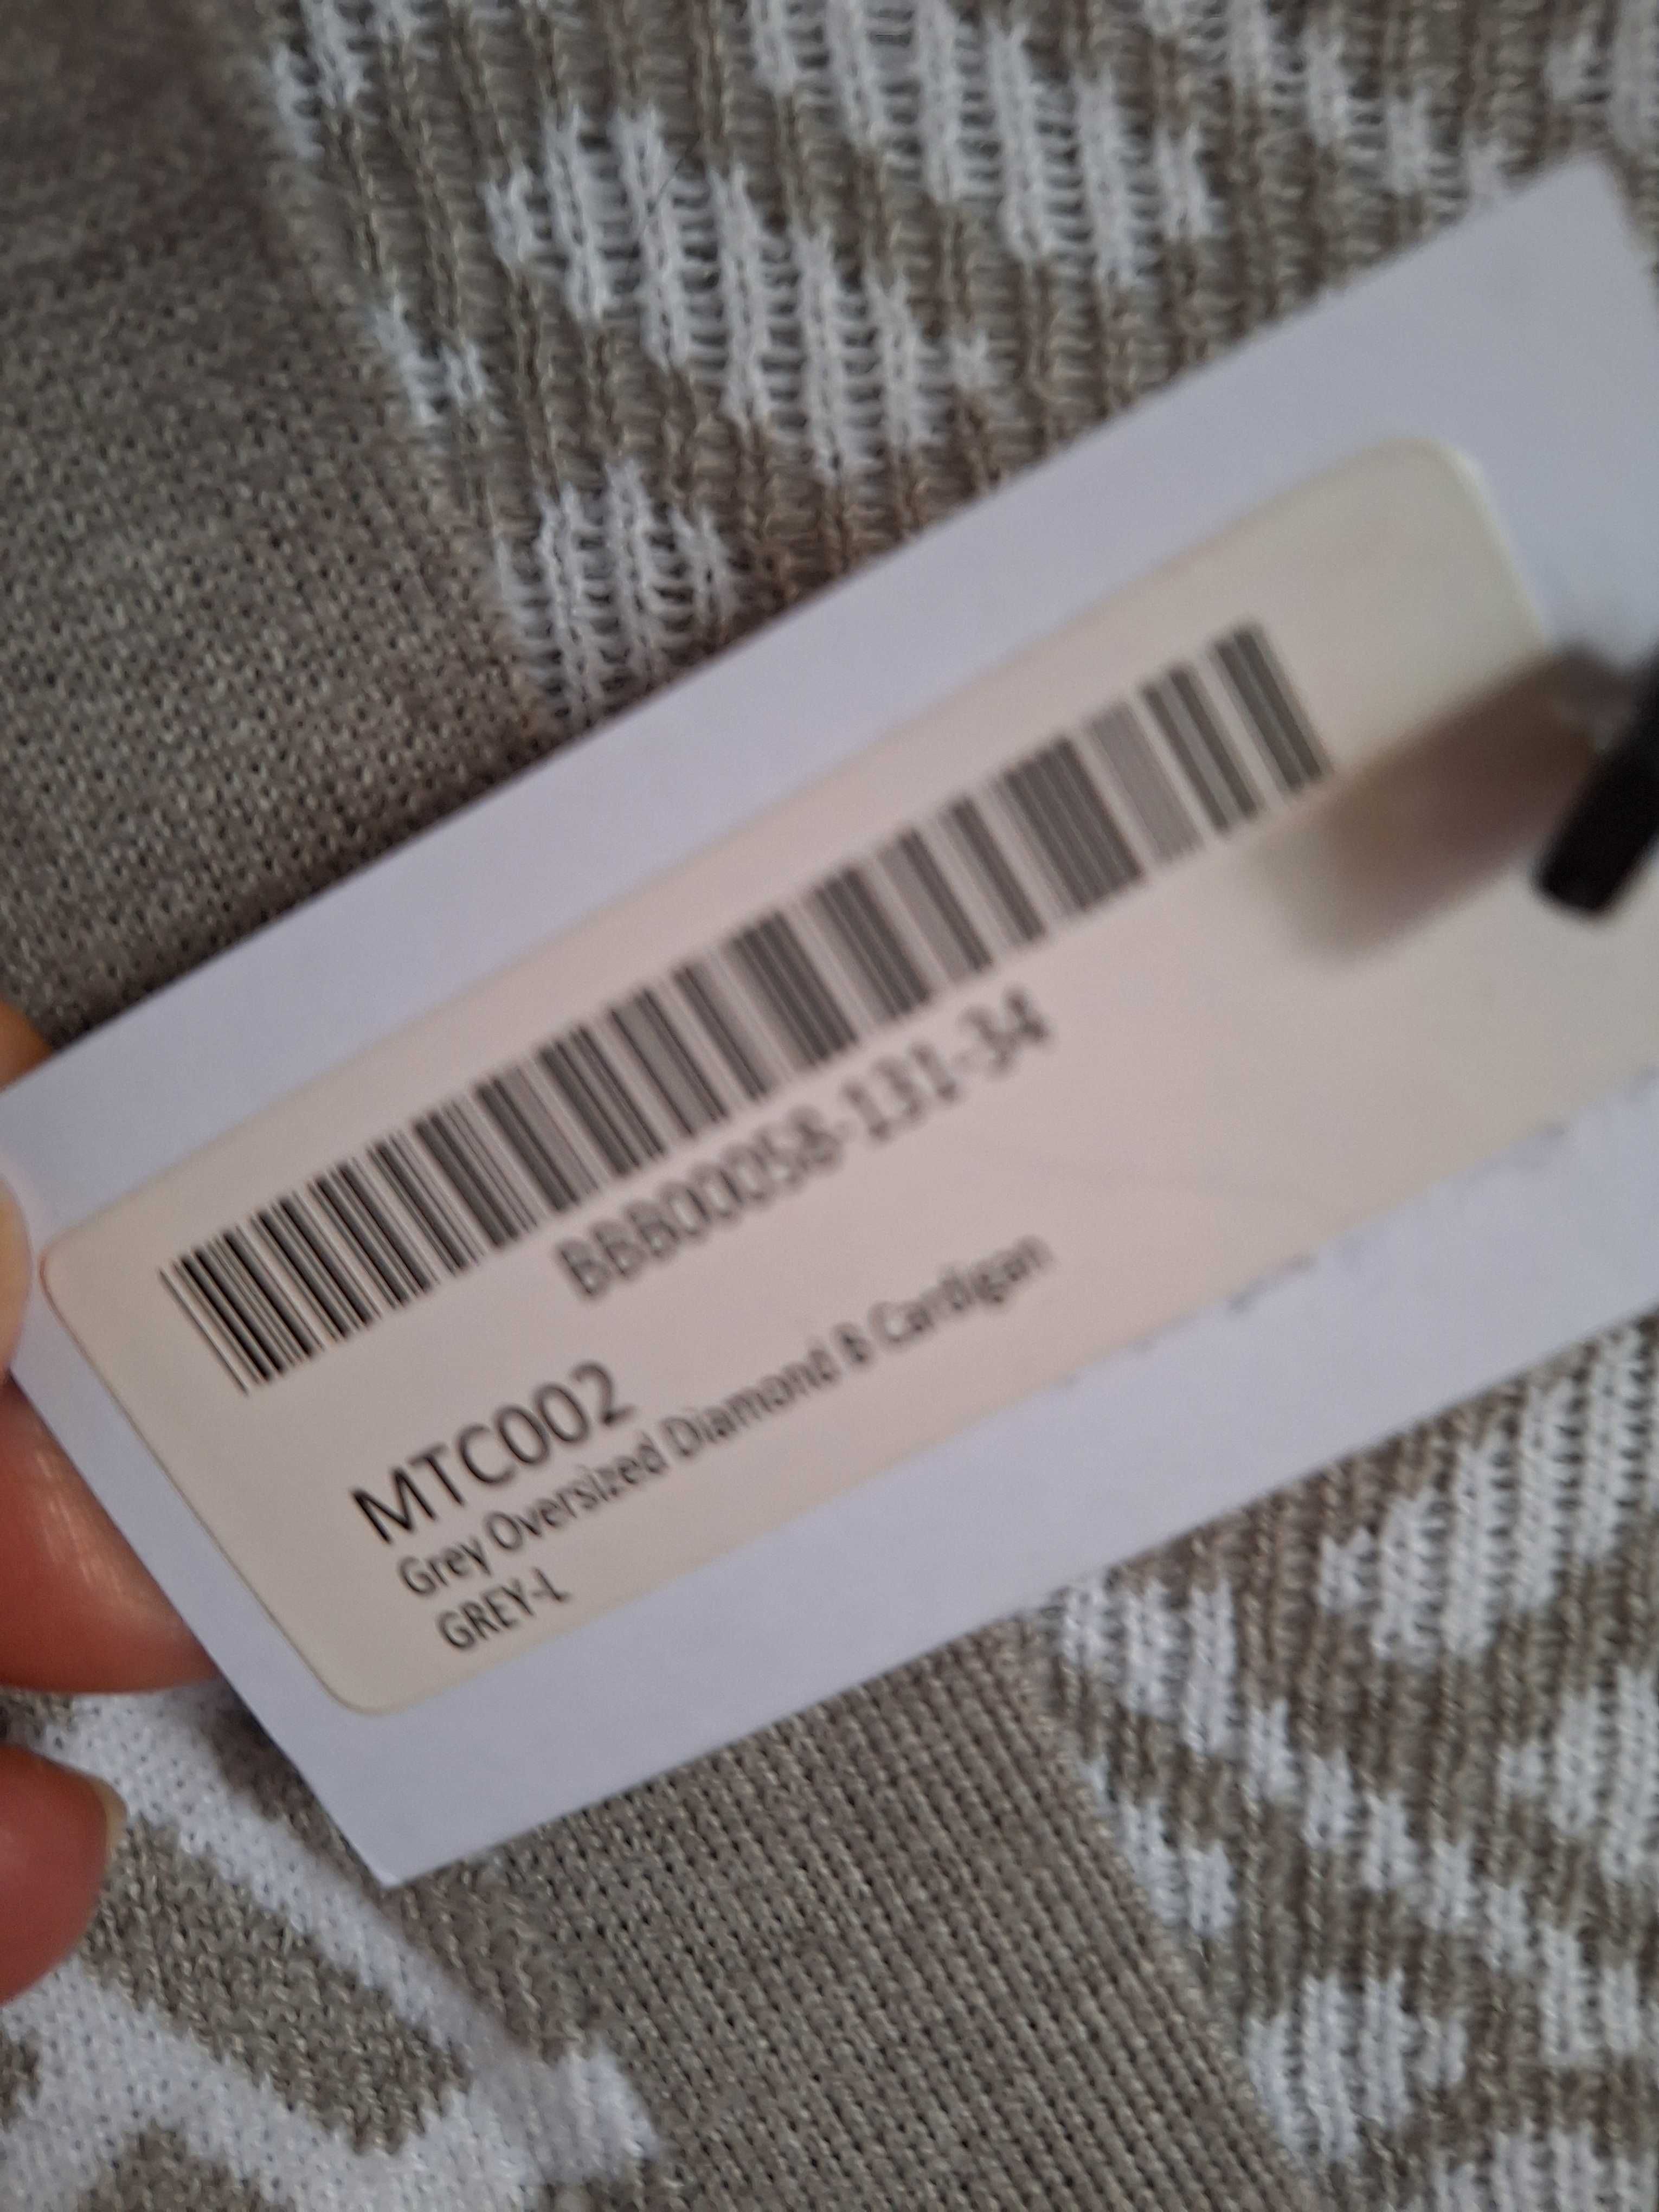 BBB00058-131-34
MTC002
Grey Oversized Diamond B Cardigan
GREY-L